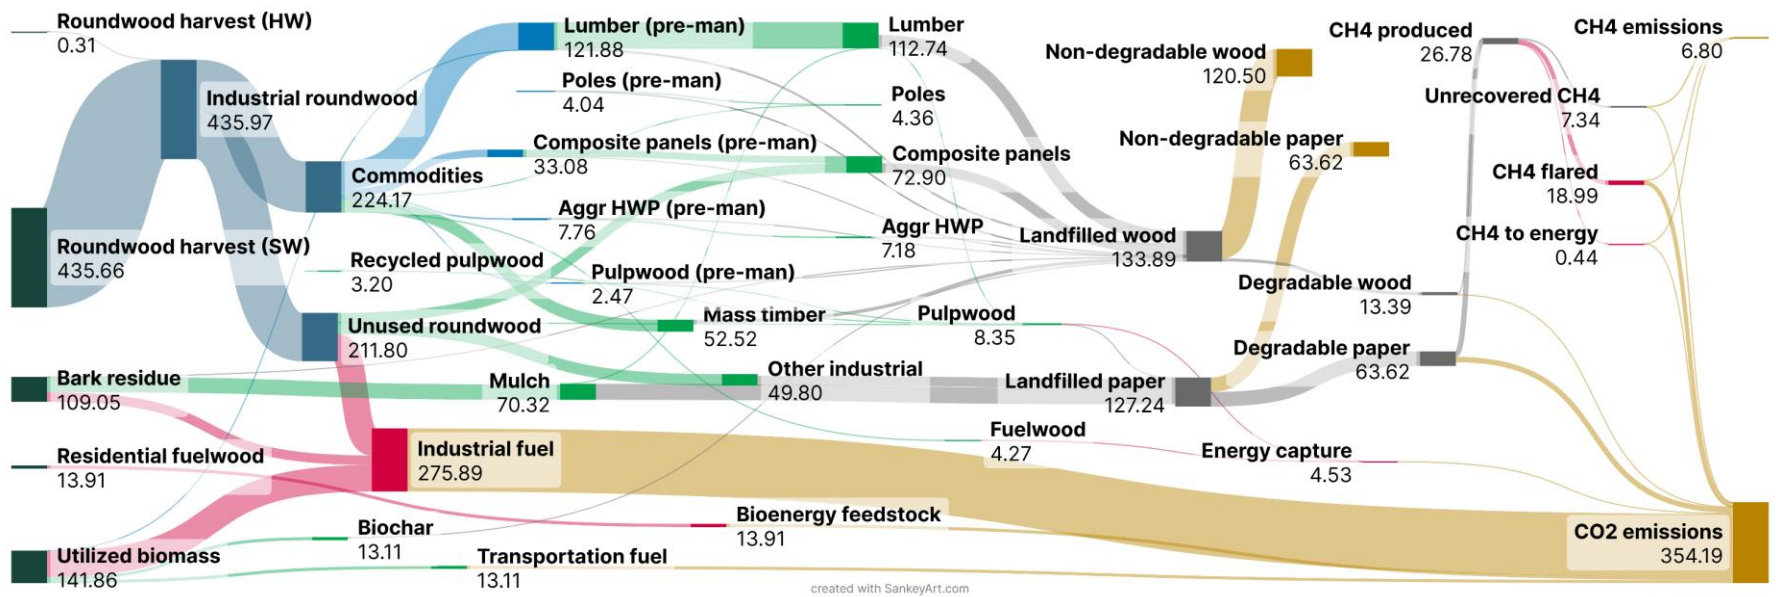 Roundwood harvest (HW)
0.31
Industrial roundwood
435.97
Roundwood harvest (SW)
435.66
Commodities
224.17
Recycled pulpwood
3.20
Unused roundwood
211.80
Bark residue
109.05
Residential fuelwood
13.91
Utilized biomass
141.86
Lumber (pre-man)
121.88
Poles (pre-man)
4.04
Composite panels (pre-man)
33.08
Aggr HWP (pre-man)
7.76
Pulpwood (pre-man)
2.47
Mass timber
52.52
Mulch
70.32
Other industrial
49.80
Industrial fuel
275.89
Biochar
13.11
Transportation fuel
13.11
Bioenergy feedstock
13.91
Lumber
112.74
Poles
4.36
Composite panels
72.90
Aggr HWP
7.18
Pulpwood
8.35
Landfilled wood
133.89
Landfilled paper
127.24
Fuelwood
4.27
Energy capture
4.53
Non-degradable wood
120.50
Non-degradable paper
63.62
Degradable wood
13.39
Degradable paper
63.62
CH4 produced
26.78
Unrecovered CH4
7.34
CH4 flared
18.99
CH4 to energy
0.44
CH4 emissions
6.80
CO2 emissions
354.19
created with SankeyArt.com